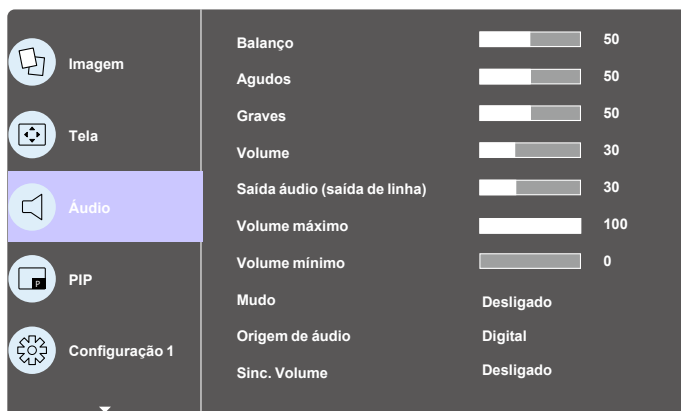 Imagem
Tela
Áudio
PIP
P
Configuração 1
Balanço 50
Agudos 50
Graves 50
Volume 30
Saída áudio (saída de linha) 30
Volume máximo 100
Volume mínimo 0
Mudo Desligado
Origem de áudio Digital
Sinc. Volume Desligado